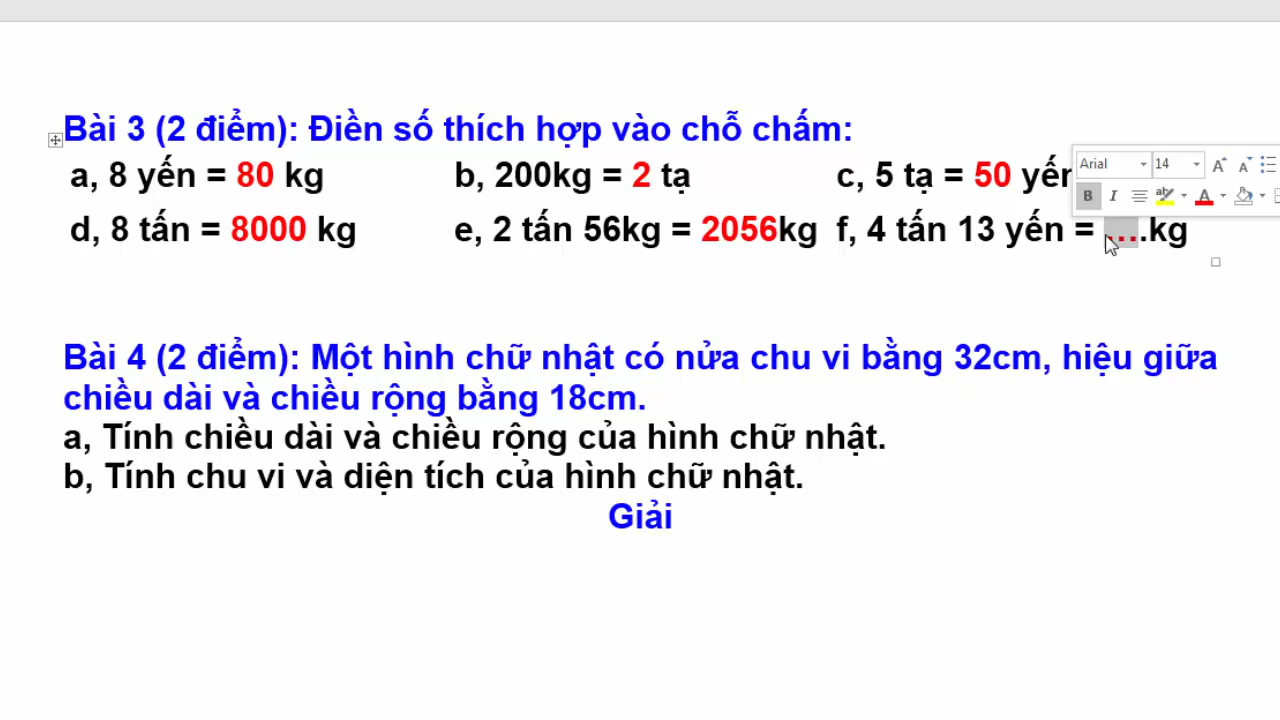 Bài 3 (2 điểm): Điền số thích hợp vào chỗ chấm:
a, 8 yến = 80 kg b, 200kg = 2 tạ c, 5 tạ = 50 yến
Arial 14
B I A
d, 8 tấn = 8000 kg e, 2 tấn 56kg = 2056kg f, 4 tấn 13 yến = ....kg
Bài 4 (2 điểm): Một hình chữ nhật có nửa chu vi bằng 32cm, hiệu giữa
chiều dài và chiều rộng bằng 18cm.
a, Tính chiều dài và chiều rộng của hình chữ nhật.
b, Tính chu vi và diện tích của hình chữ nhật.
Giải